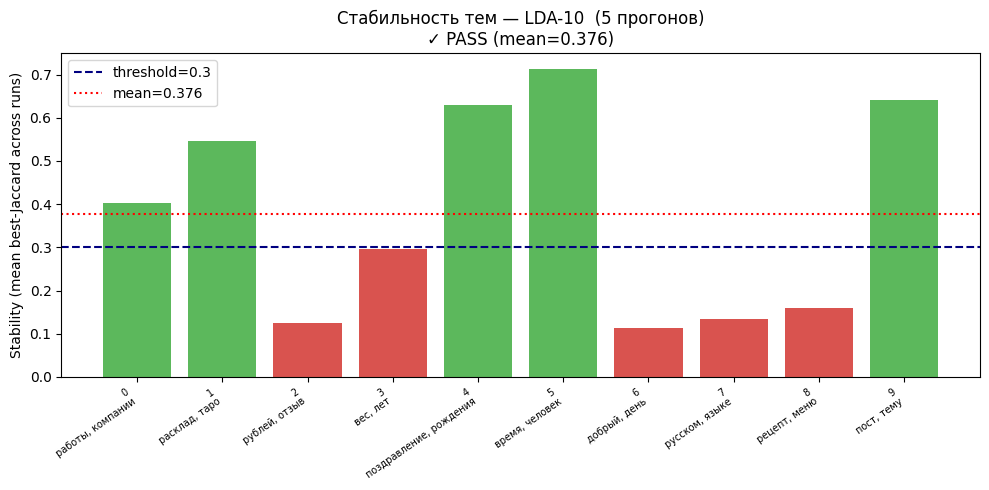 Стабильность тем — LDA-10 (5 прогонов)
✓ PASS (mean=0.376)
Stability (mean best-Jaccard across runs)
0.7
0.6
0.5
0.4
0.3
0.2
0.1
0.0
threshold=0.3
mean=0.376
0
работы, компании
1
расклад, таро
2
рублей, отзыв
3
вес, лет
4
поздравление, рождения
5
время, человек
6
добрый, день
7
русском, языке
8
рецепт, меню
9
пост, тему